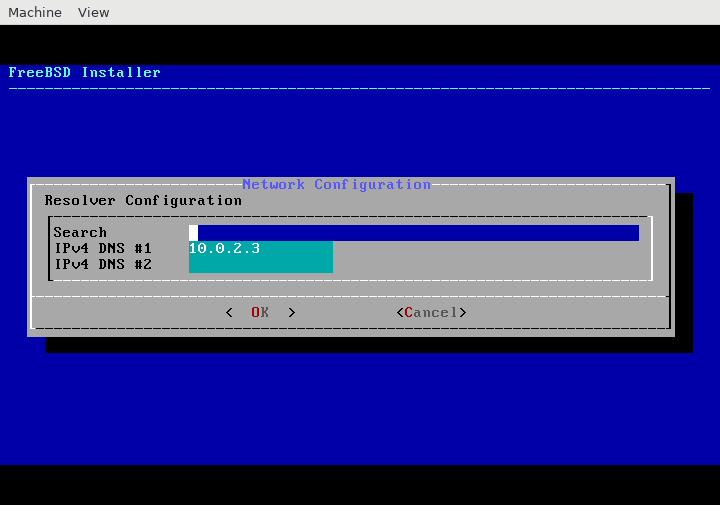 Machine View
FreeBSD Installer
Network Configuration
Resolver Configuration
Search
IPv4 DNS #1 10.0.2.3
IPv4 DNS #2
<  OK  > <Cancel>